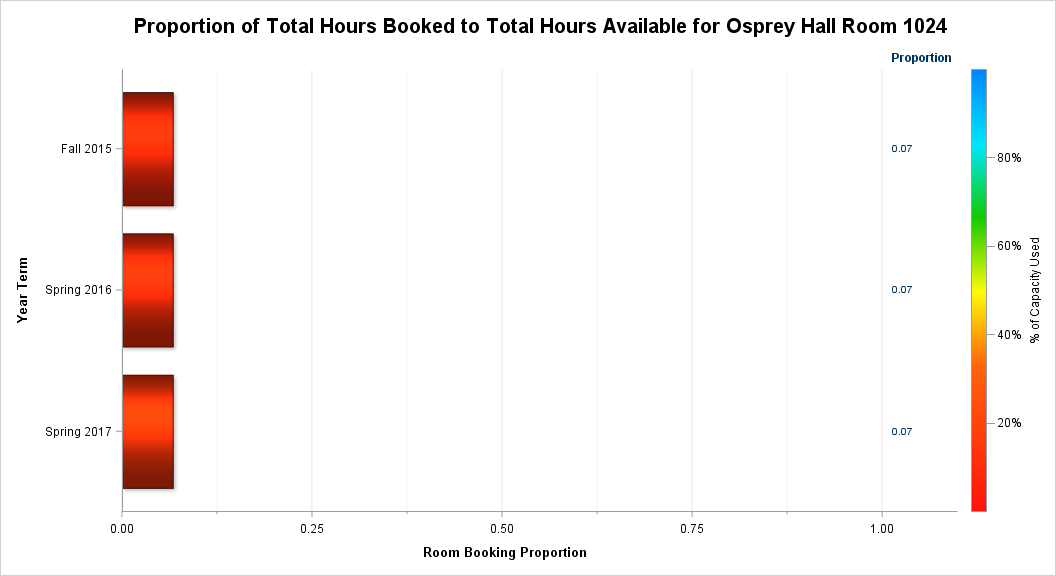 Proportion of Total Hours Booked to Total Hours Available for Osprey Hall Room 1024
Proportion
Fall 2015
0.07
Spring 2016
0.07
Spring 2017
0.07
Year Term
0.00 0.25 0.50 0.75 1.00
Room Booking Proportion
80%
60%
40%
20%
% of Capacity Used